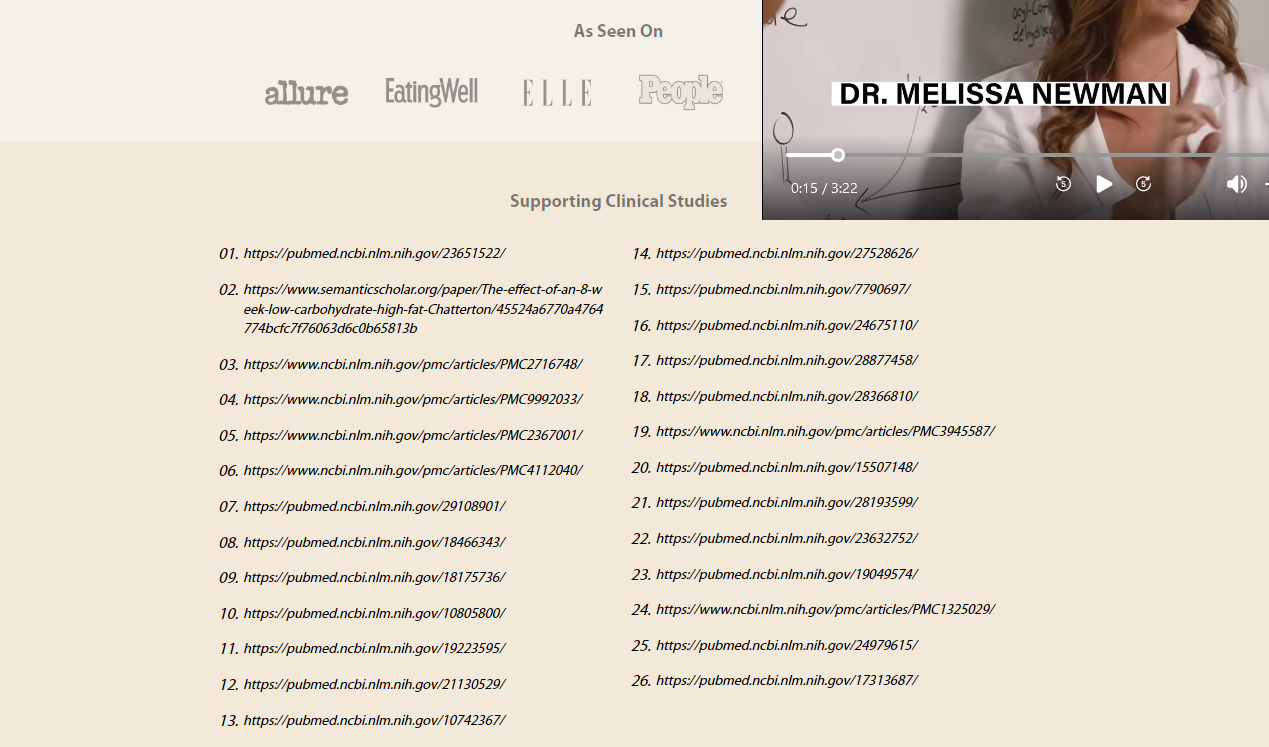 As Seen On
allure
EatingWell
ELLE
People
DR. MELISSA NEWMAN
0:15 / 3:22
5
5
Supporting Clinical Studies
01. https://pubmed.ncbi.nlm.nih.gov/23651522/
02. https://www.semanticscholar.org/paper/The-effect-of-an-8-w
eek-low-carbohydrate-high-fat-Chatterton/45524a6770a4764
774bcfc7f76063d6c0b65813b
03. https://www.ncbi.nlm.nih.gov/pmc/articles/PMC2716748/
04. https://www.ncbi.nlm.nih.gov/pmc/articles/PMC9992033/
05. https://www.ncbi.nlm.nih.gov/pmc/articles/PMC2367001/
06. https://www.ncbi.nlm.nih.gov/pmc/articles/PMC4112040/
07. https://pubmed.ncbi.nlm.nih.gov/29108901/
08. https://pubmed.ncbi.nlm.nih.gov/18466343/
09. https://pubmed.ncbi.nlm.nih.gov/18175736/
10. https://pubmed.ncbi.nlm.nih.gov/10805800/
11. https://pubmed.ncbi.nlm.nih.gov/19223595/
12. https://pubmed.ncbi.nlm.nih.gov/21130529/
13. https://pubmed.ncbi.nlm.nih.gov/10742367/
14. https://pubmed.ncbi.nlm.nih.gov/27528626/
15. https://pubmed.ncbi.nlm.nih.gov/7790697/
16. https://pubmed.ncbi.nlm.nih.gov/24675110/
17. https://pubmed.ncbi.nlm.nih.gov/28877458/
18. https://pubmed.ncbi.nlm.nih.gov/28366810/
19. https://www.ncbi.nlm.nih.gov/pmc/articles/PMC3945587/
20. https://pubmed.ncbi.nlm.nih.gov/15507148/
21. https://pubmed.ncbi.nlm.nih.gov/28193599/
22. https://pubmed.ncbi.nlm.nih.gov/23632752/
23. https://pubmed.ncbi.nlm.nih.gov/19049574/
24. https://www.ncbi.nlm.nih.gov/pmc/articles/PMC1325029/
25. https://pubmed.ncbi.nlm.nih.gov/24979615/
26. https://pubmed.ncbi.nlm.nih.gov/17313687/